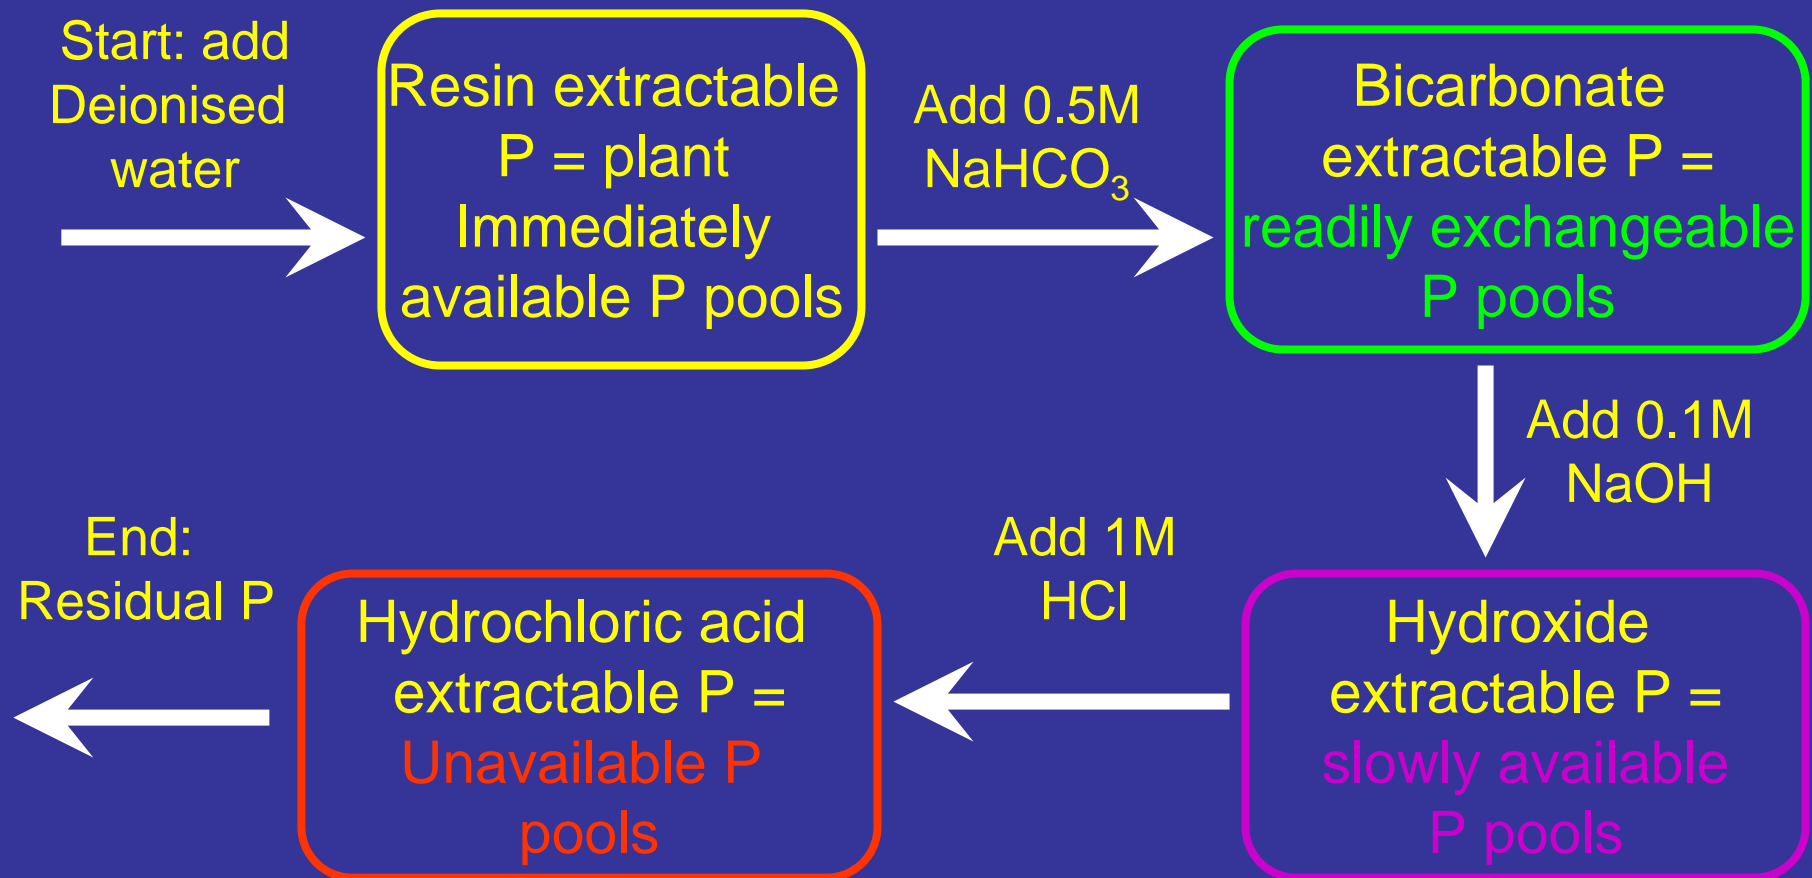 Start: add
Deionised
water
Resin extractable
P = plant
Immediately
available P pools
Add 0.5M
NaHCO₃
Bicarbonate
extractable P =
readily exchangeable
P pools
Add 0.1M
NaOH
Hydroxide
extractable P =
slowly available
P pools
Add 1M
HCl
Hydrochloric acid
extractable P =
Unavailable P
pools
End:
Residual P